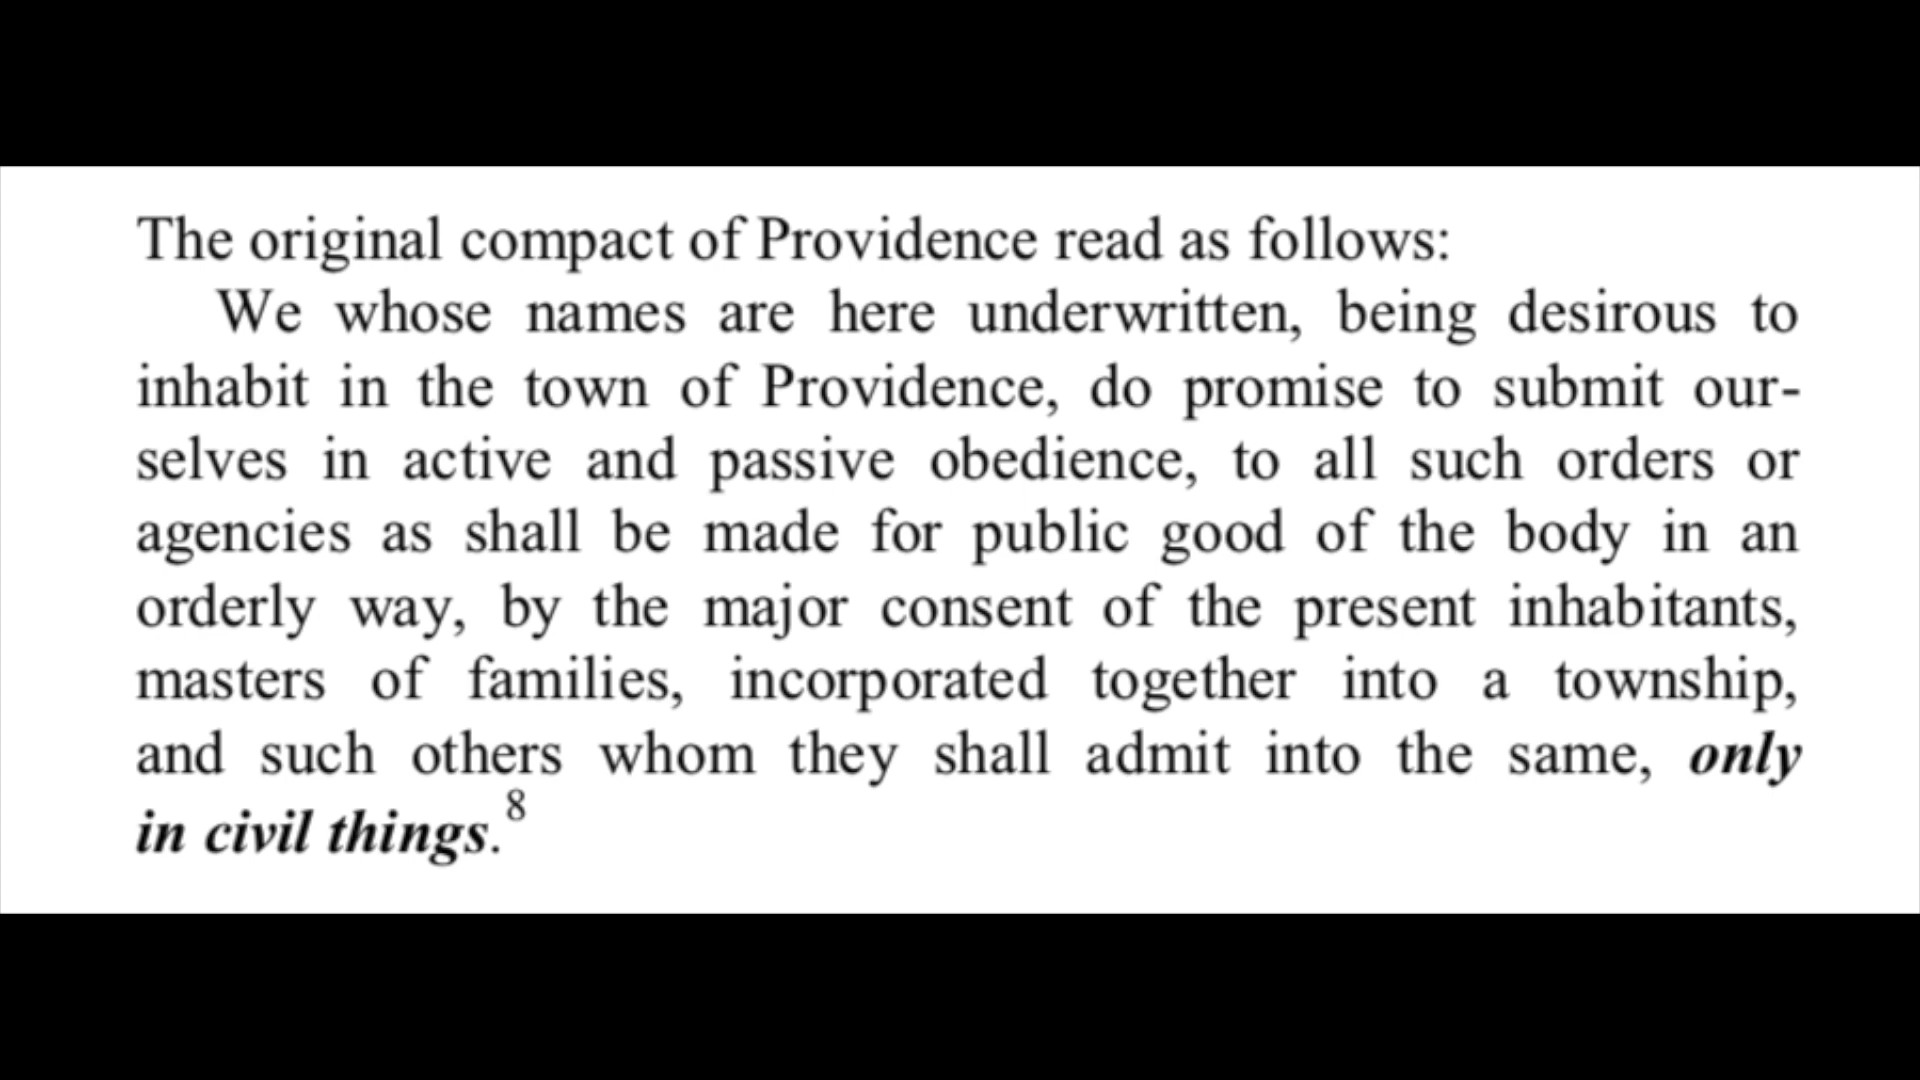 The original compact of Providence read as follows:
We whose names are here underwritten, being desirous to
inhabit in the town of Providence, do promise to submit our-
selves in active and passive obedience, to all such orders or
agencies as shall be made for public good of the body in an
orderly way, by the major consent of the present inhabitants,
masters of families, incorporated together into a township,
and such others whom they shall admit into the same, only
in civil things.8